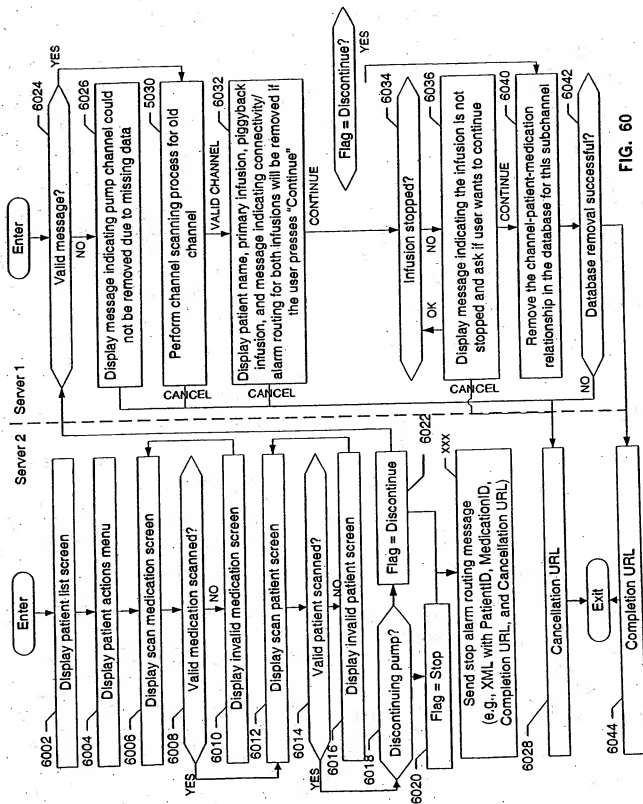 Server 2
Server 1
Enter
6002
Display patient list screen
6004
Display patient actions menu
6006
Display scan medication screen
6008
Valid medication scanned?
NO
YES
6010
Display invalid medication screen
6012
Display scan patient screen
6014
Valid patient scanned?
NO
YES
6016
Display invalid patient screen
6018
Discontinuing pump?
Flag = Discontinue
6022
6020
Flag = Stop
XXX
Send stop alarm routing message
(e.g., XML with PatientID, MedicationID,
Completion URL, and Cancellation URL)
6028
Cancellation URL
Exit
6044
Completion URL
Enter
6024
Valid message?
YES
NO
6026
Display message indicating pump channel could
not be removed due to missing data
5030
Perform channel scanning process for old
channel
CANCEL
VALID CHANNEL
6032
Display patient name, primary infusion, piggyback
infusion, and message indicating connectivity/
alarm routing for both infusions will be removed if
the user presses "Continue"
CANCEL
CONTINUE
Flag = Discontinue?
YES
6034
Infusion stopped?
OK
NO
6036
Display message indicating the infusion is not
stopped and ask if user wants to continue
CANCEL
CONTINUE
6040
Remove the channel-patient-medication
relationship in the database for this subchannel
6042
Database removal successful?
NO
FIG. 60